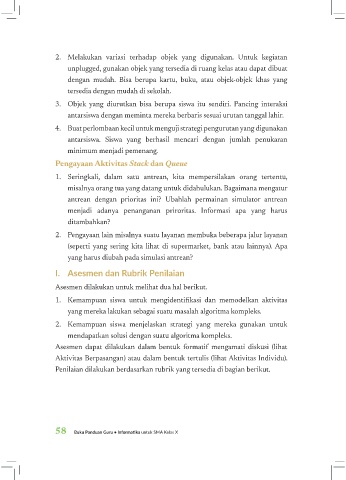 2. Melakukan variasi terhadap objek yang digunakan. Untuk kegiatan
unplugged, gunakan objek yang tersedia di ruang kelas atau dapat dibuat
dengan mudah. Bisa berupa kartu, buku, atau objek-objek khas yang
tersedia dengan mudah di sekolah.
3. Objek yang diurutkan bisa berupa siswa itu sendiri. Pancing interaksi
antarsiswa dengan meminta mereka berbaris sesuai urutan tanggal lahir.
4. Buat perlombaan kecil untuk menguji strategi pengurutan yang digunakan
antarsiswa. Siswa yang berhasil mencari dengan jumlah penukaran
minimum menjadi pemenang.
Pengayaan Aktivitas Stack dan Queue
1. Seringkali, dalam satu antrean, kita mempersilakan orang tertentu,
misalnya orang tua yang datang untuk didahulukan. Bagaimana mengatur
antrean dengan prioritas ini? Ubahlah permainan simulator antrean
menjadi adanya penanganan prioritas. Informasi apa yang harus
ditambahkan?
2. Pengayaan lain misalnya suatu layanan membuka beberapa jalur layanan
(seperti yang sering kita lihat di supermarket, bank atau lainnya). Apa
yang harus diubah pada simulasi antrean?
I. Asesmen dan Rubrik Penilaian
Asesmen dilakukan untuk melihat dua hal berikut.
1. Kemampuan siswa untuk mengidentifikasi dan memodelkan aktivitas
yang mereka lakukan sebagai suatu masalah algoritma kompleks.
2. Kemampuan siswa menjelaskan strategi yang mereka gunakan untuk
mendapatkan solusi dengan suatu algoritma kompleks.
Asesmen dapat dilakukan dalam bentuk formatif mengamati diskusi (lihat
Aktivitas Berpasangan) atau dalam bentuk tertulis (lihat Aktivitas Individu).
Penilaian dilakukan berdasarkan rubrik yang tersedia di bagian berikut.
58 Buku Panduan Guru • Informatika untuk SMA Kelas X